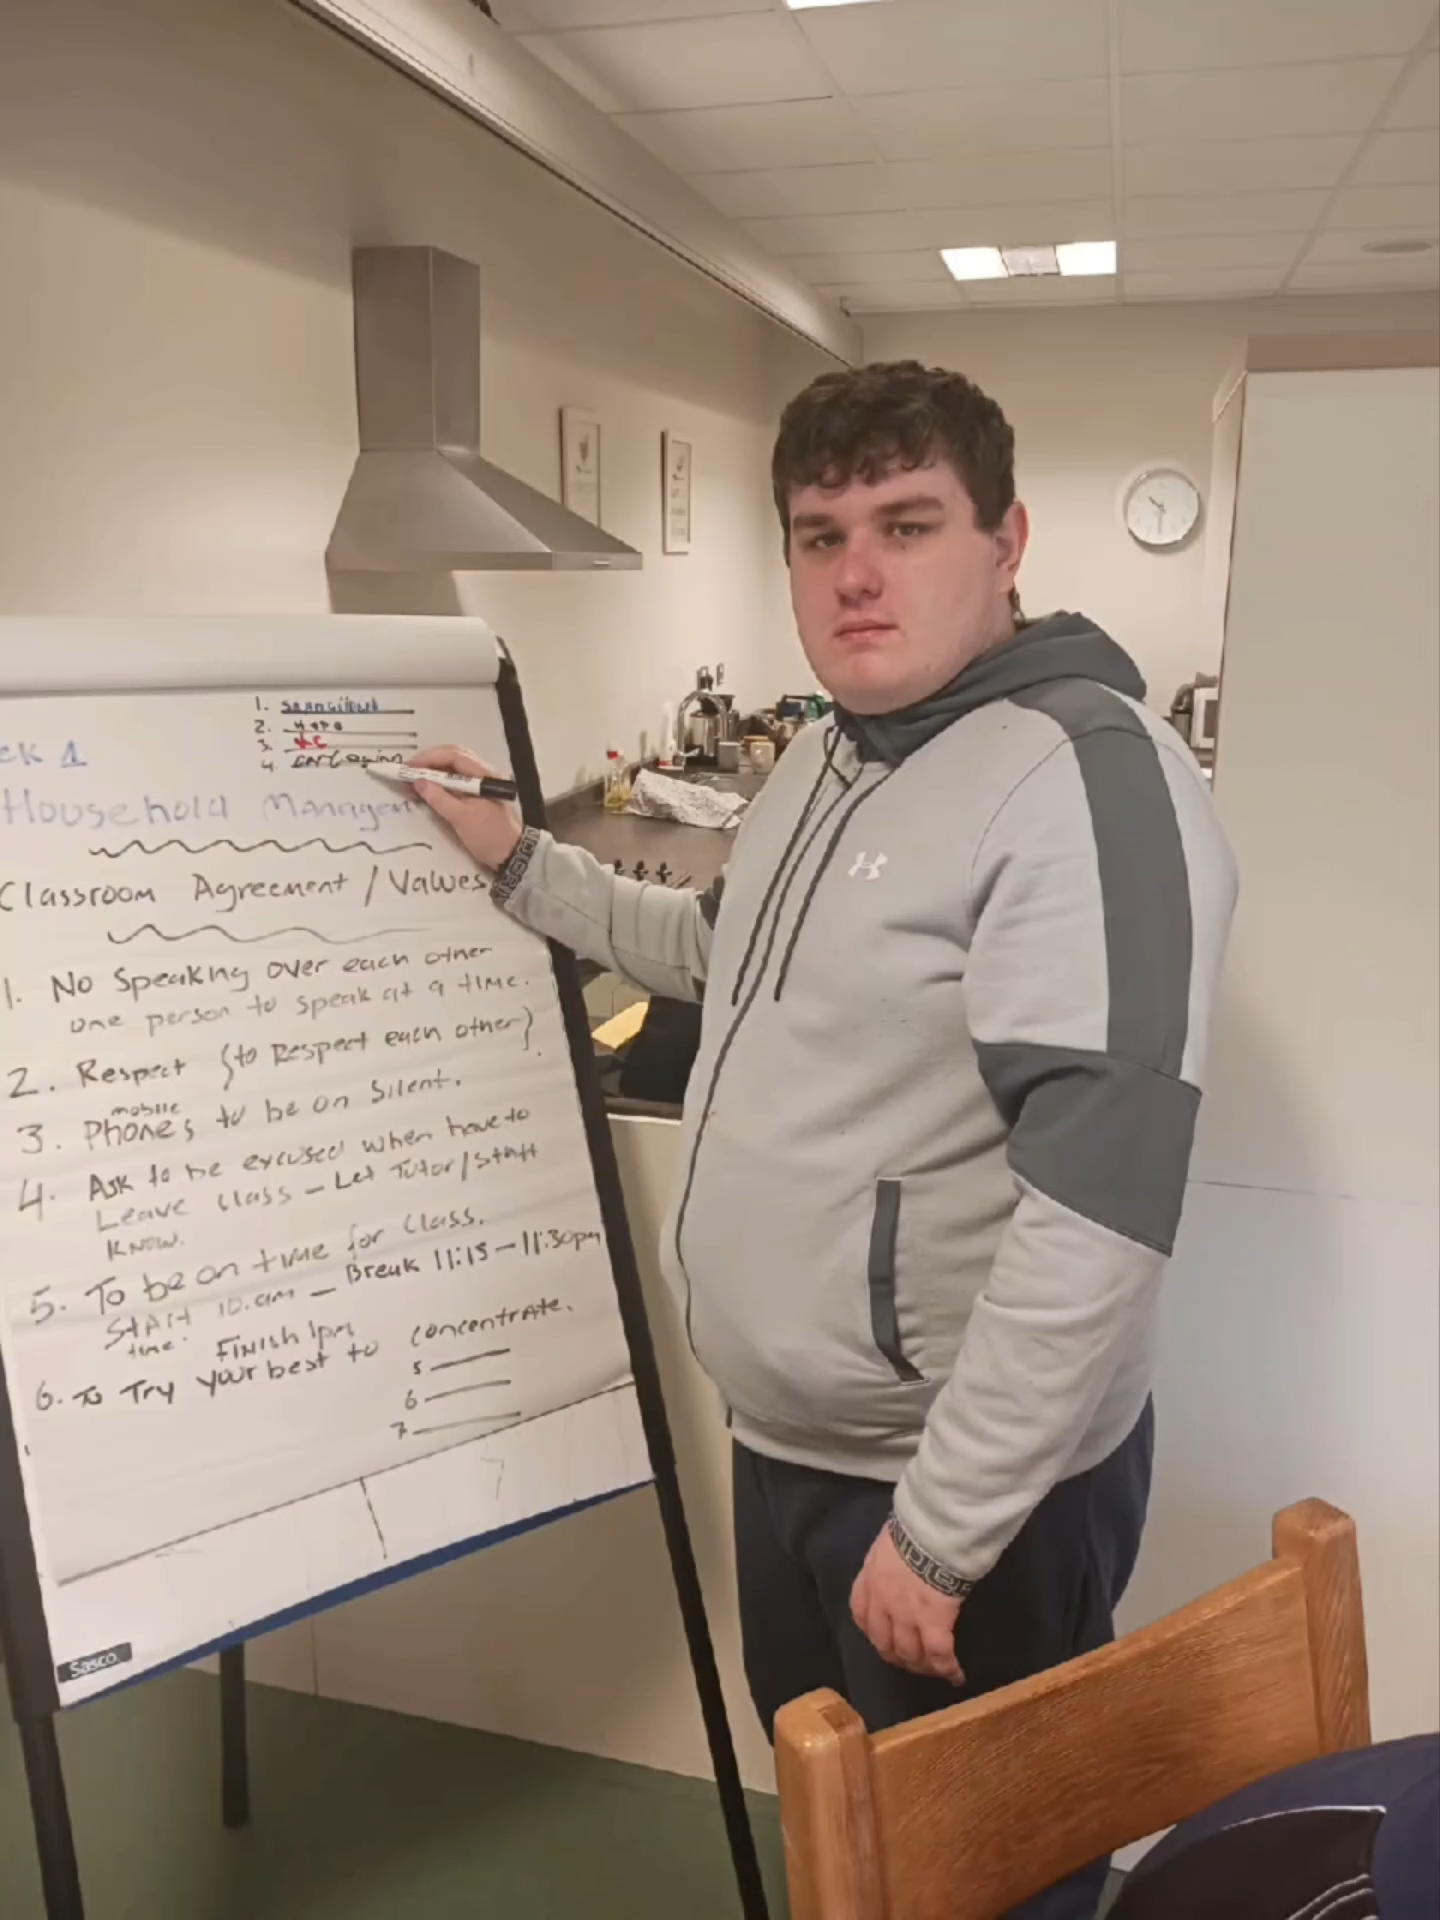 1.
2.
3.
4.
ek 1
Household Managem
Classroom Agreement / Values
1. No Speaking over each other
one person to speak at a time.
2. Respect {to Respect each other}.
mobile
3. Phone's to be on Silent.
4. Ask to be excused when have to
Leave class - Let Tutor/staff
Know.
5. To be on time for class.
Start 10.am - Break 11:15 - 11:30pm
time. Finish 1pm
6. To Try your best to concentrate.
5
6
7
Sasco